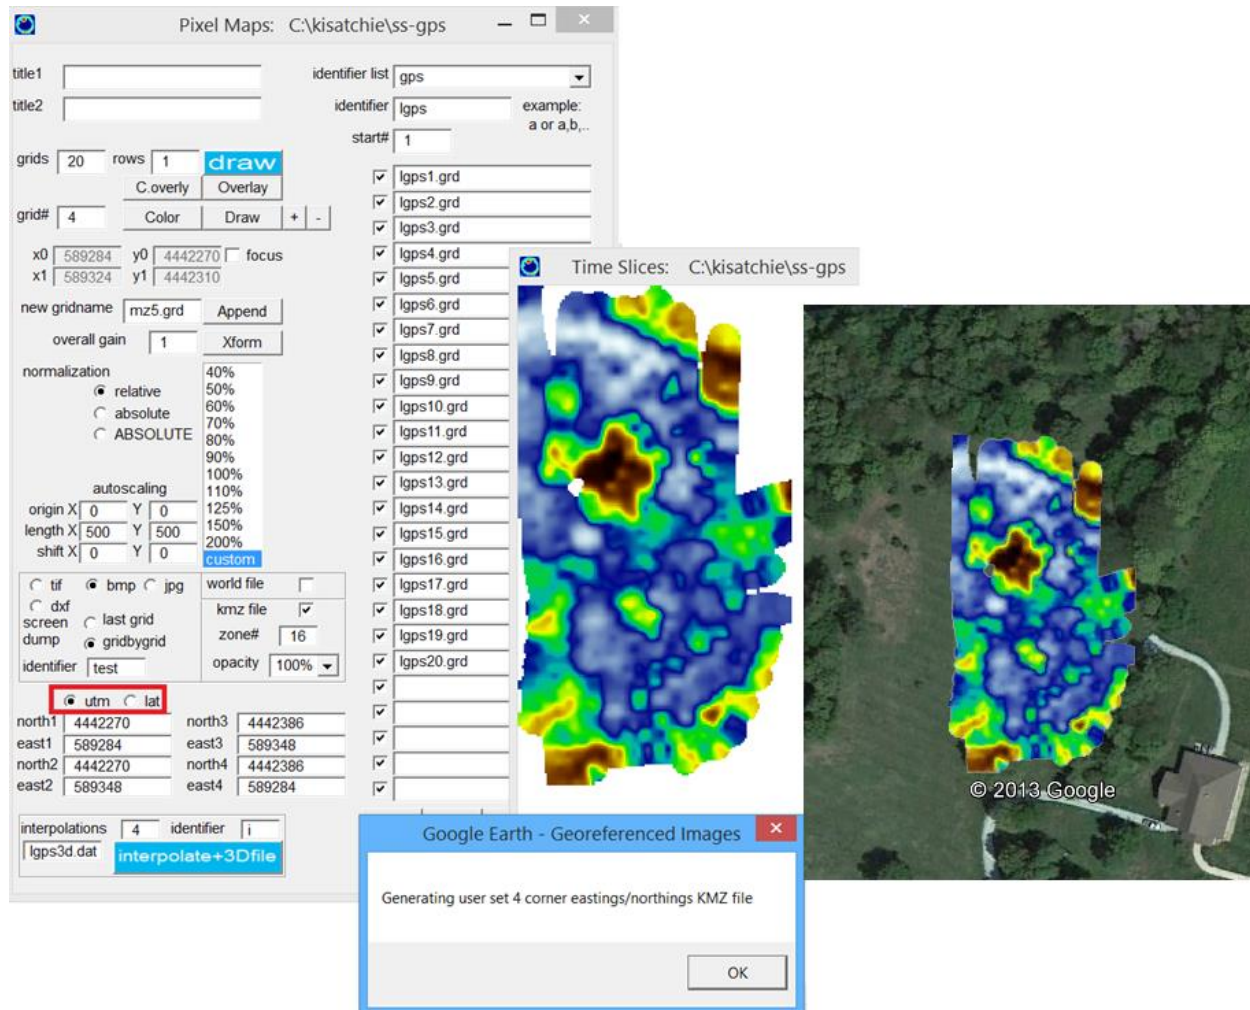 Pixel Maps: C:\kisatchie\ss-gps
title1
identifier list gps
title2
identifier lgps example:
a or a,b,..
start# 1
grids 20 rows 1 draw
C.overly Overlay
grid# 4 Color Draw + -
x0 589284 y0 4442270 focus
x1 589324 y1 4442310
new gridname mz5.grd Append
overall gain 1 Xform
normalization
relative
absolute
ABSOLUTE
40%
50%
60%
70%
80%
90%
100%
110%
125%
150%
200%
custom
autoscaling
origin X 0 Y 0
length X 500 Y 500
shift X 0 Y 0
tif bmp jpg
dxf
screen
dump
last grid
gridbygrid
identifier test
world file
kmz file
zone# 16
opacity 100%
utm lat
north1 4442270 north3 4442386
east1 589284 east3 589348
north2 4442270 north4 4442386
east2 589348 east4 589284
interpolations 4 identifier i
lgps3d.dat interpolate+3Dfile
lgps1.grd
lgps2.grd
lgps3.grd
lgps4.grd
lgps5.grd
lgps6.grd
lgps7.grd
lgps8.grd
lgps9.grd
lgps10.grd
lgps11.grd
lgps12.grd
lgps13.grd
lgps14.grd
lgps15.grd
lgps16.grd
lgps17.grd
lgps18.grd
lgps19.grd
lgps20.grd
Time Slices: C:\kisatchie\ss-gps
© 2013 Google
Google Earth - Georeferenced Images
Generating user set 4 corner eastings/northings KMZ file
OK